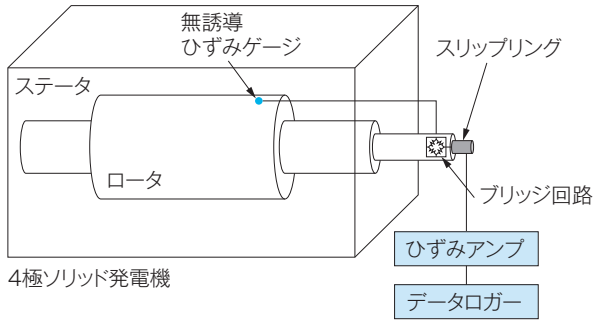 無誘導
ひずみゲージ
スリップリング
ステータ
ロータ
ブリッジ回路
ひずみアンプ
4極ソリッド発電機
データロガー